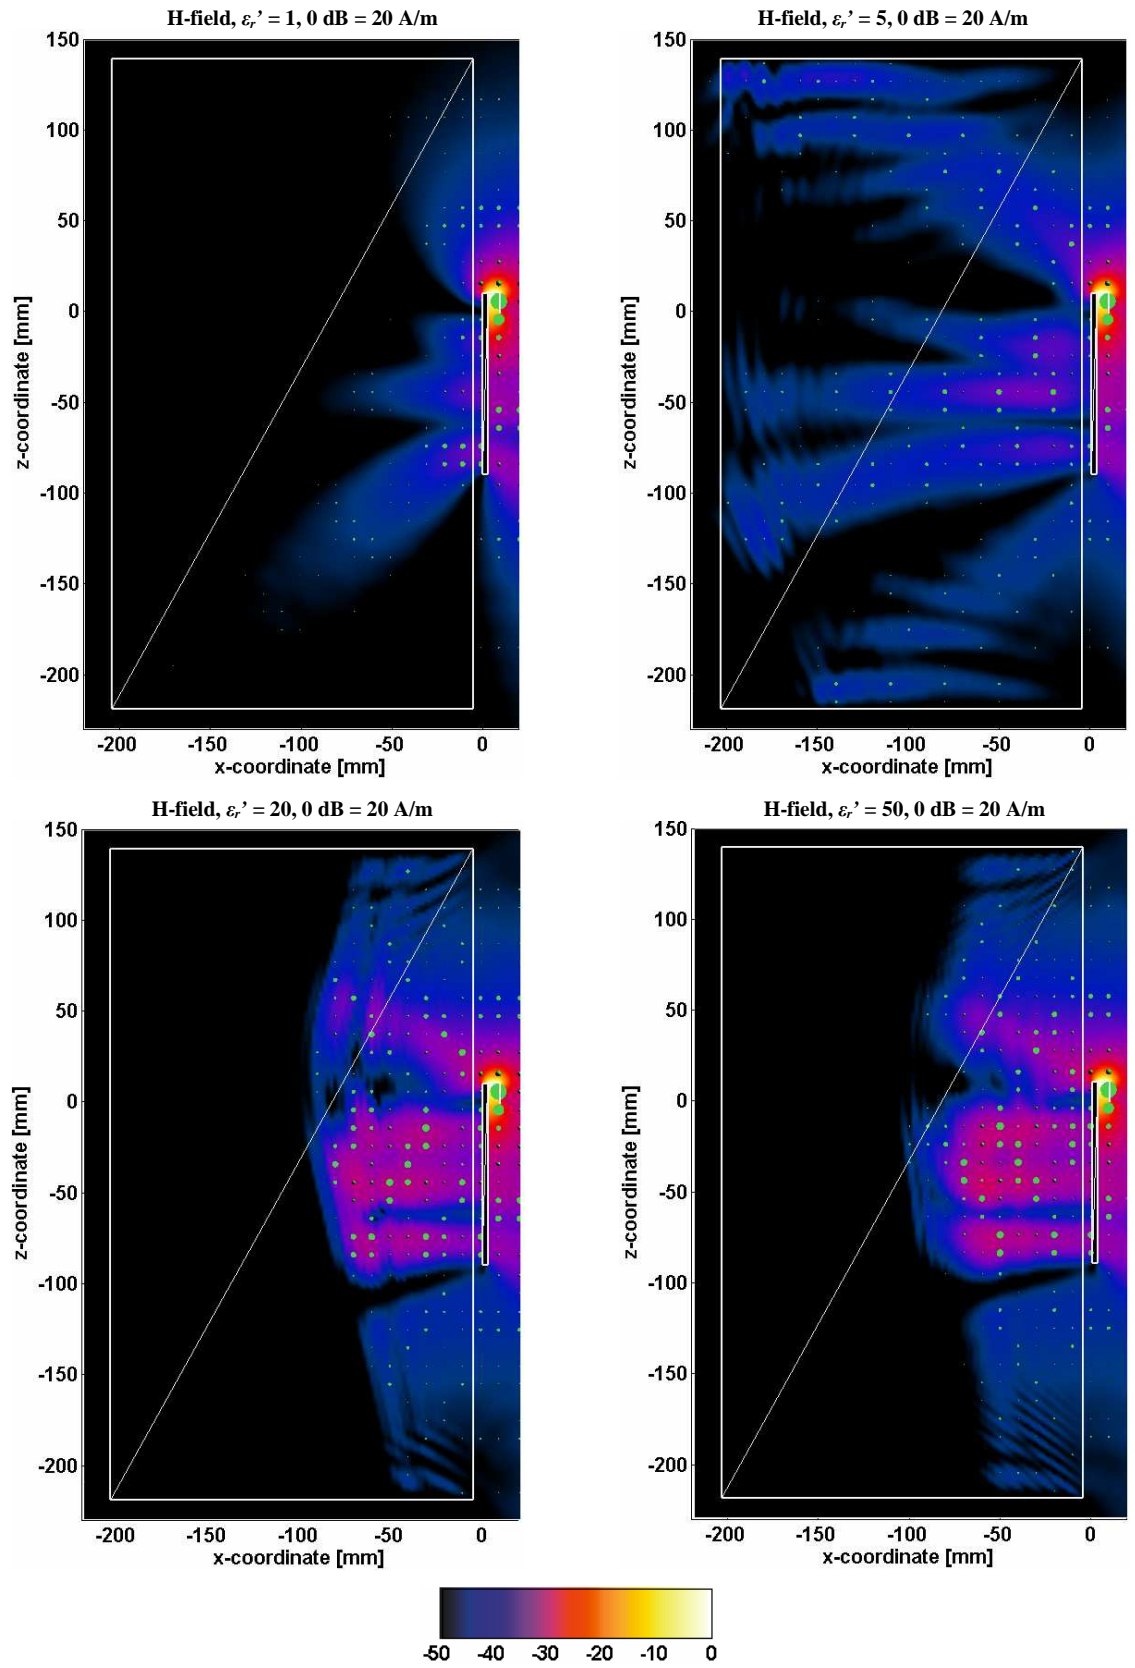 H-field, εr’ = 1, 0 dB = 20 A/m
150
100
50
0
-50
-100
-150
-200
z-coordinate [mm]
-200 -150 -100 -50 0
x-coordinate [mm]
H-field, εr’ = 5, 0 dB = 20 A/m
150
100
50
0
-50
-100
-150
-200
z-coordinate [mm]
-200 -150 -100 -50 0
x-coordinate [mm]
H-field, εr’ = 20, 0 dB = 20 A/m
150
100
50
0
-50
-100
-150
-200
z-coordinate [mm]
-200 -150 -100 -50 0
x-coordinate [mm]
H-field, εr’ = 50, 0 dB = 20 A/m
150
100
50
0
-50
-100
-150
-200
z-coordinate [mm]
-200 -150 -100 -50 0
x-coordinate [mm]
-50 -40 -30 -20 -10 0